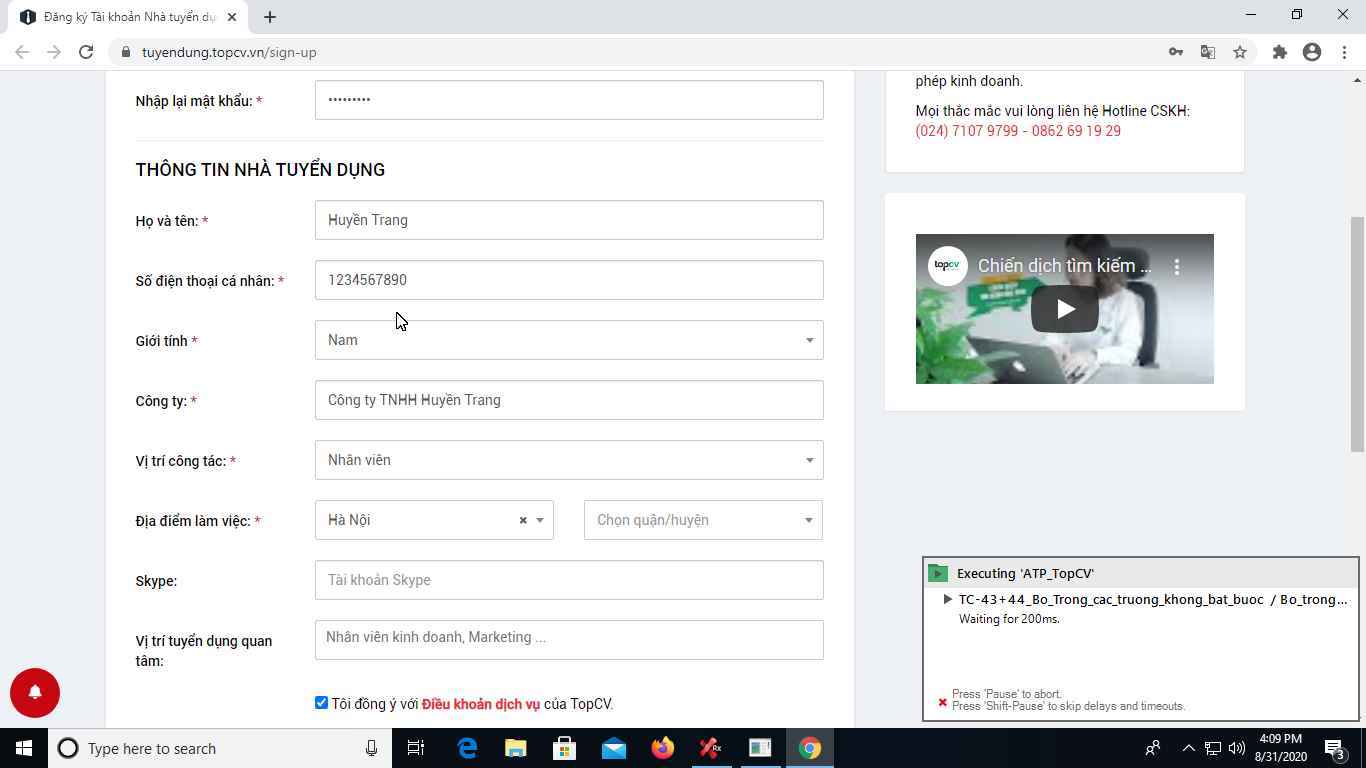 Đăng ký Tài khoản Nhà tuyển dụ
tuyendung.topcv.vn/sign-up
Nhập lại mật khẩu: *
•••••••••
THÔNG TIN NHÀ TUYỂN DỤNG
Họ và tên: *
Huyền Trang
Số điện thoại cá nhân: *
1234567890
Giới tính *
Nam
Công ty: *
Công ty TNHH Huyền Trang
Vị trí công tác: *
Nhân viên
Địa điểm làm việc: *
Hà Nội
Chọn quận/huyện
Skype:
Tài khoản Skype
Vị trí tuyển dụng quan
tâm:
Nhân viên kinh doanh, Marketing ...
Tôi đồng ý với Điều khoản dịch vụ của TopCV.
phép kinh doanh.
Mọi thắc mắc vui lòng liên hệ Hotline CSKH:
(024) 7107 9799 - 0862 69 19 29
topcv
Chiến dịch tìm kiếm ...
Executing 'ATP_TopCV'
TC-43+44_Bo_Trong_cac_truong_khong_bat_buoc / Bo_trong...
Waiting for 200ms.
Press 'Pause' to abort.
Press 'Shift-Pause' to skip delays and timeouts.
Type here to search
Rx
4:09 PM
8/31/2020
3